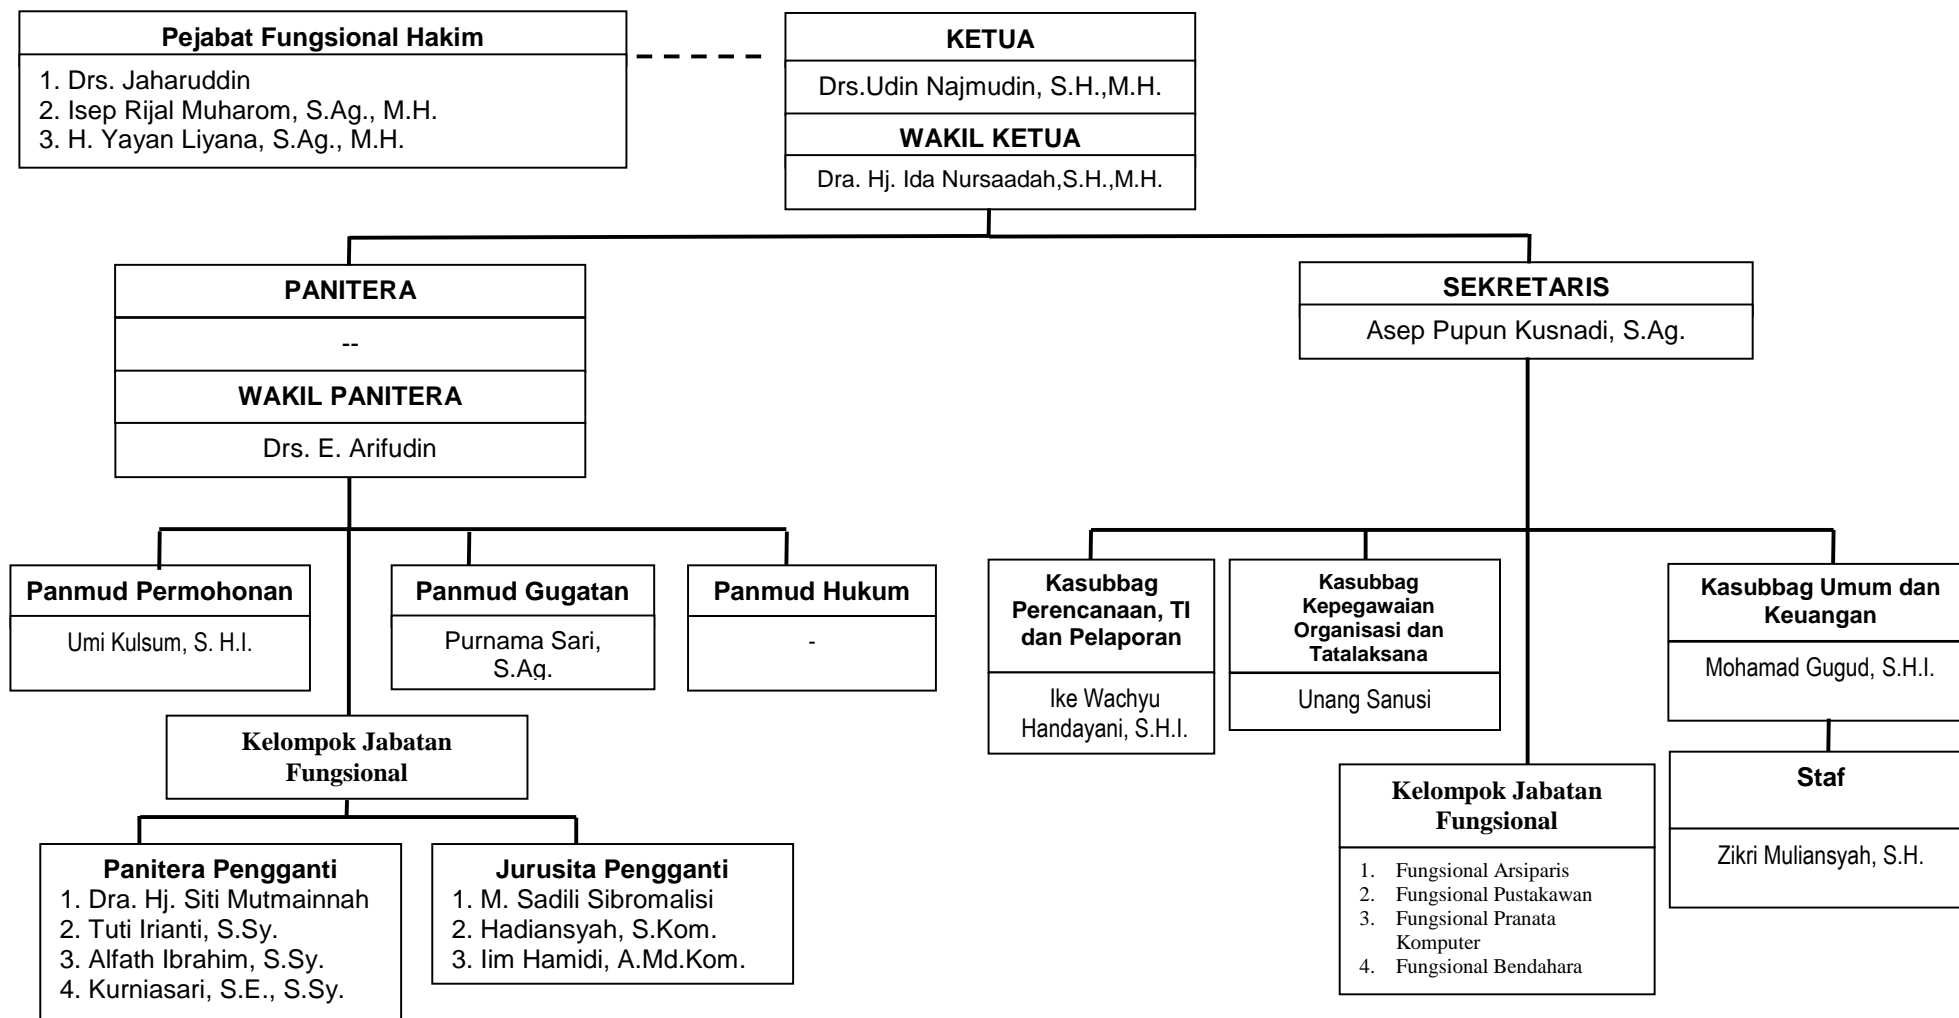 Pejabat Fungsional Hakim
1. Drs. Jaharuddin
2. Isep Rijal Muharom, S.Ag., M.H.
3. H. Yayan Liyana, S.Ag., M.H.
KETUA
Drs.Udin Najmudin, S.H.,M.H.
WAKIL KETUA
Dra. Hj. Ida Nursaadah,S.H.,M.H.
PANITERA
--
WAKIL PANITERA
Drs. E. Arifudin
SEKRETARIS
Asep Pupun Kusnadi, S.Ag.
Panmud Permohonan
Umi Kulsum, S. H.I.
Panmud Gugatan
Purnama Sari,
S.Ag.
Panmud Hukum
-
Kasubbag
Perencanaan, TI
dan Pelaporan
Ike Wachyu
Handayani, S.H.I.
Kasubbag
Kepegawaian
Organisasi dan
Tatalaksana
Unang Sanusi
Kasubbag Umum dan
Keuangan
Mohamad Gugud, S.H.I.
Kelompok Jabatan
Fungsional
Panitera Pengganti
1. Dra. Hj. Siti Mutmainnah
2. Tuti Irianti, S.Sy.
3. Alfath Ibrahim, S.Sy.
4. Kurniasari, S.E., S.Sy.
Jurusita Pengganti
1. M. Sadili Sibromalisi
2. Hadiansyah, S.Kom.
3. Iim Hamidi, A.Md.Kom.
Kelompok Jabatan
Fungsional
1. Fungsional Arsiparis
2. Fungsional Pustakawan
3. Fungsional Pranata
Komputer
4. Fungsional Bendahara
Staf
Zikri Muliansyah, S.H.